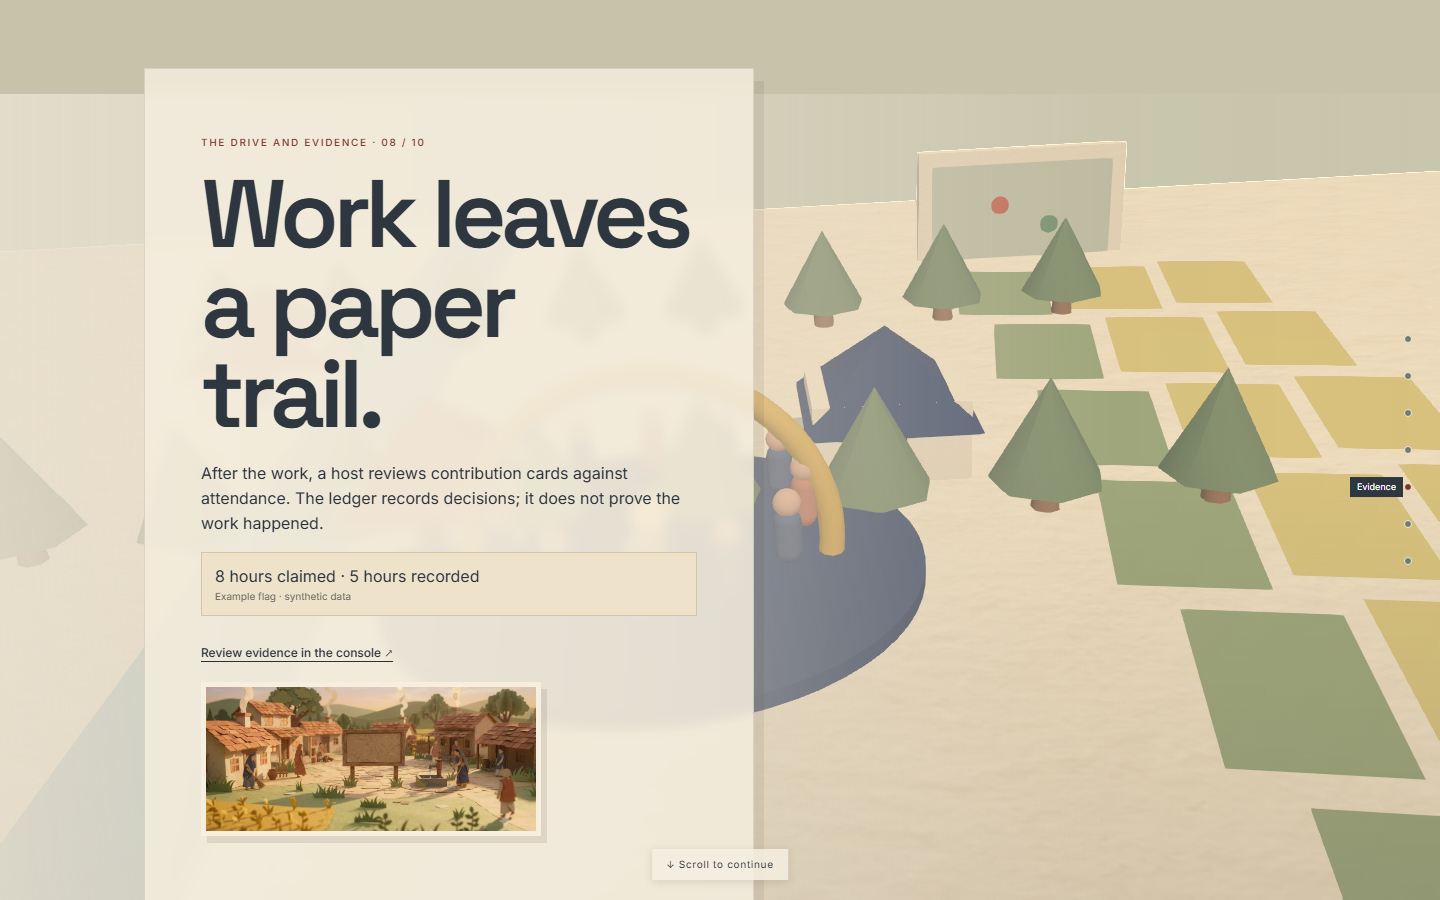 THE DRIVE AND EVIDENCE · 08 / 10
Work leaves
a paper
trail.
After the work, a host reviews contribution cards against
attendance. The ledger records decisions; it does not prove the
work happened.
8 hours claimed · 5 hours recorded
Example flag · synthetic data
Review evidence in the console ↗
Evidence
↓ Scroll to continue